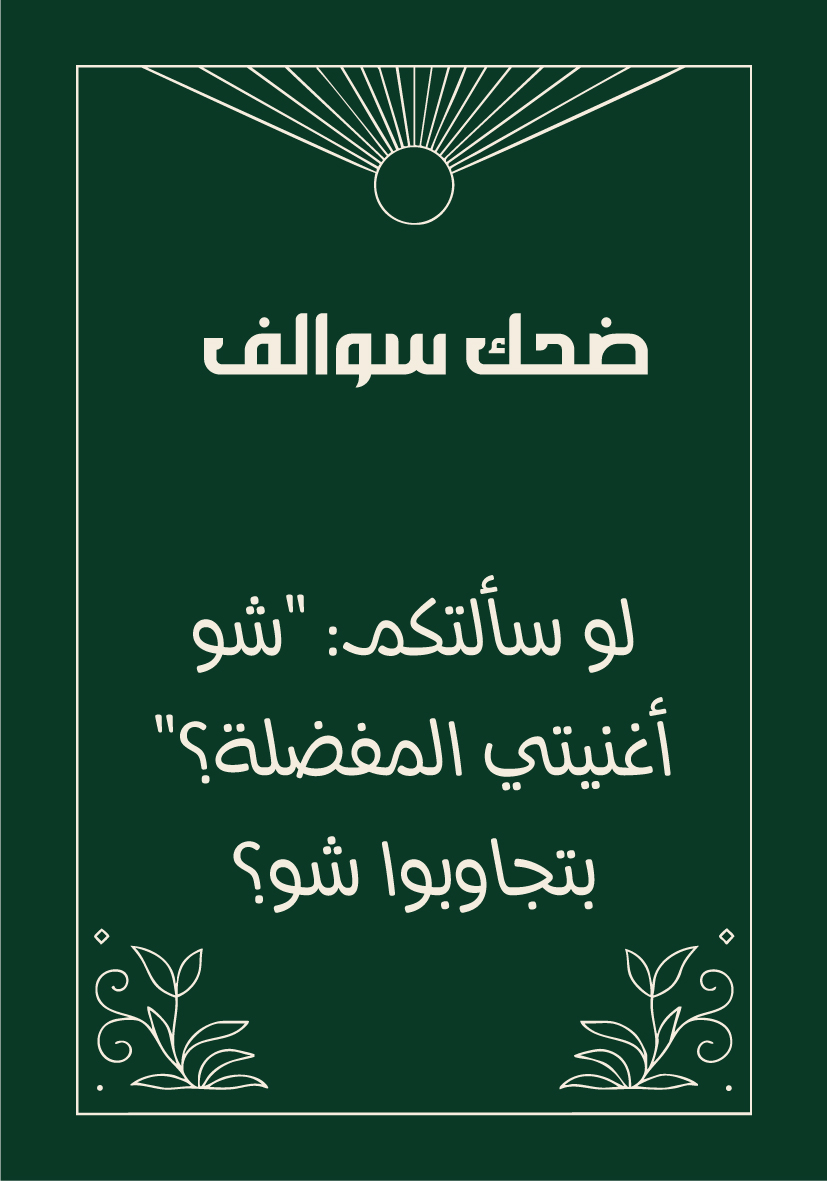 ضحك سوالف
لو سألتكم: "شو
أغنيتي المفضلة؟"
بتجاوبوا شو؟